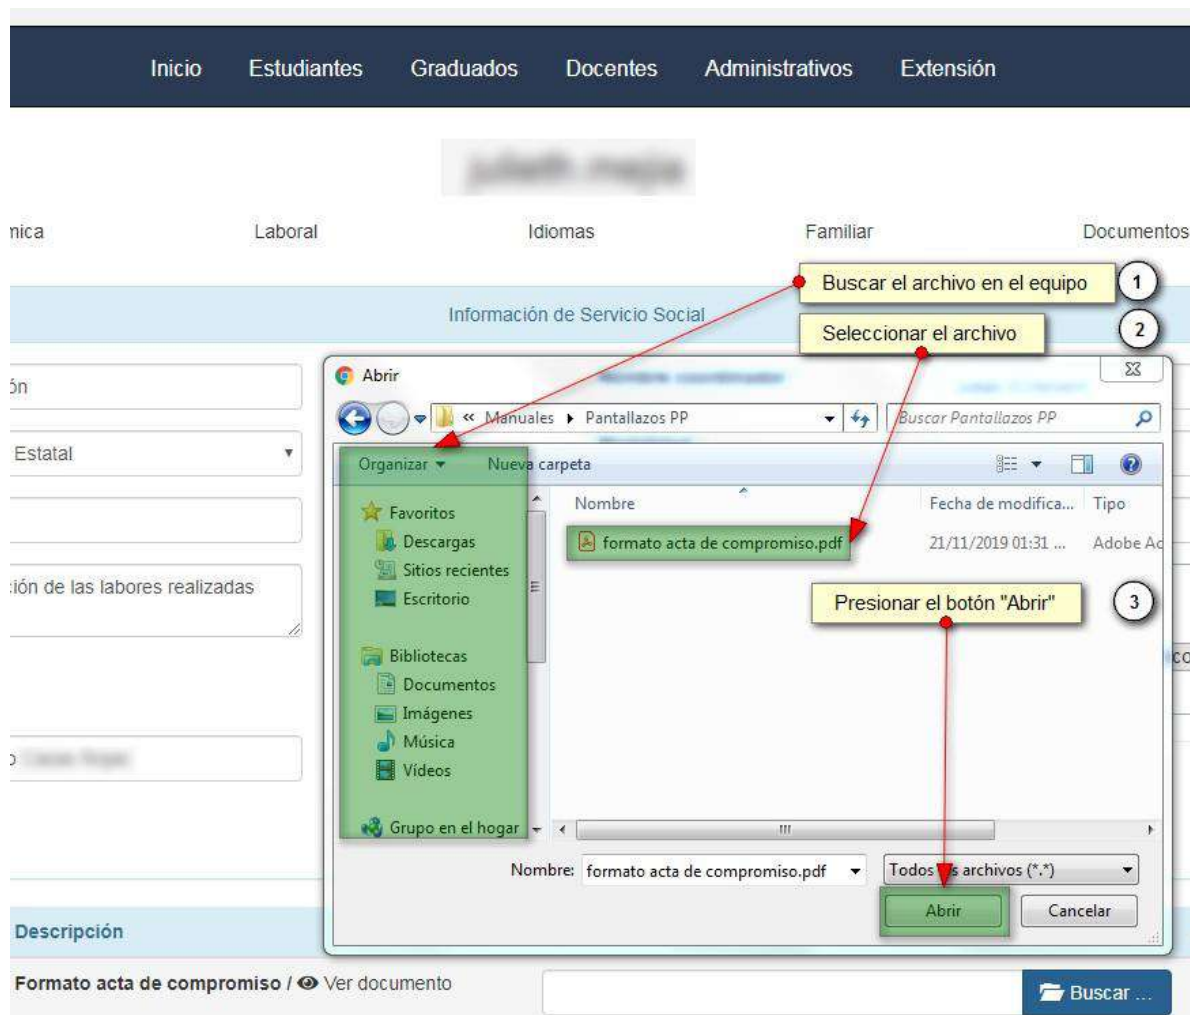 Inicio Estudiantes Graduados Docentes Administrativos Extensión
mica Laboral Idiomas Familiar Documentos
Buscar el archivo en el equipo 1
Información de Servicio Social
Seleccionar el archivo 2
ón
Abrir
« Manuales Pantallazos PP
Buscar Pantallazos PP
Estatal
Organizar Nueva carpeta
Nombre Fecha de modifica... Tipo
Favoritos
formato acta de compromiso.pdf 21/11/2019 01:31 ... Adobe Ac
Descargas
Sitios recientes
Escritorio
ción de las labores realizadas
Presionar el botón "Abrir" 3
Bibliotecas
Documentos
Imágenes
Música
Vídeos
co
o
Grupo en el hogar
Nombre: formato acta de compromiso.pdf Todos archivos (*.*)
Abrir Cancelar
Descripción
Formato acta de compromiso / Ver documento
Buscar ...